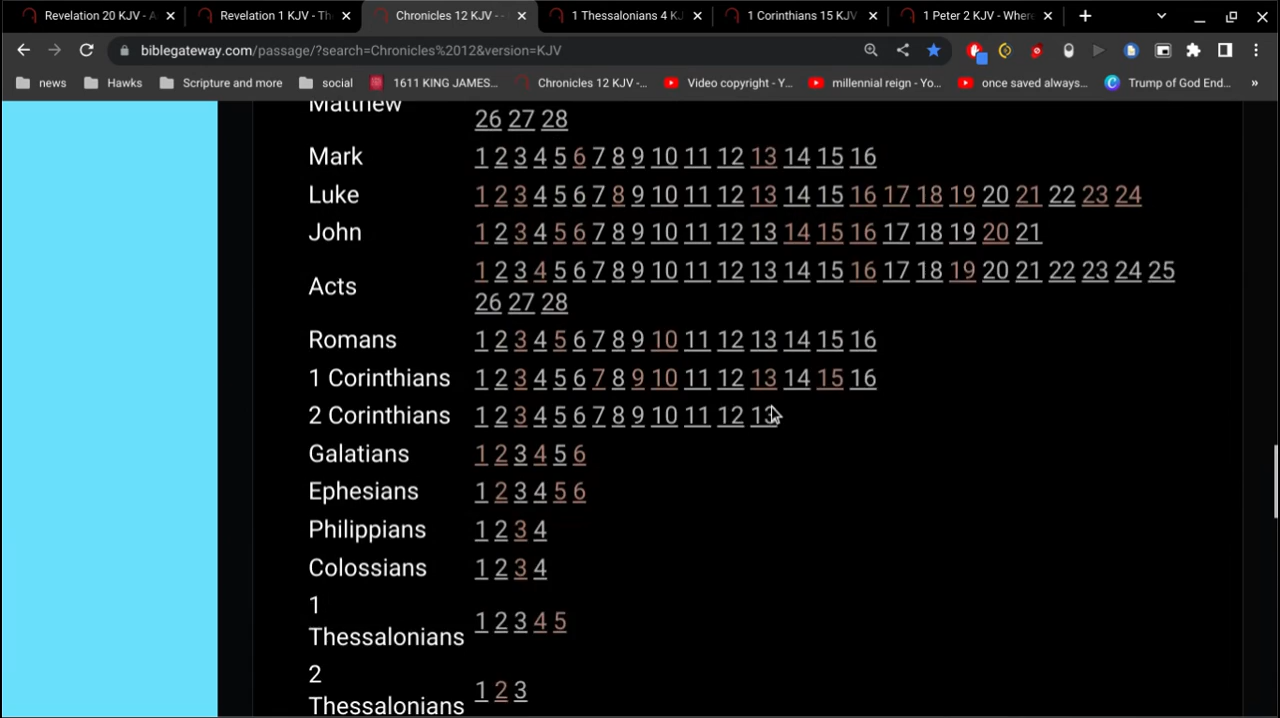 Revelation 20 KJV - A
Revelation 1 KJV - Th
Chronicles 12 KJV -
1 Thessalonians 4 KJ
1 Corinthians 15 KJV
1 Peter 2 KJV - Where
biblegateway.com/passage/?search=Chronicles%2012&version=KJV
news
Hawks
Scripture and more
social
1611 KING JAMES...
Chronicles 12 KJV -...
Video copyright - Y...
millennial reign - Yo...
once saved always...
Trump of God End...
»
Matthew
26 27 28
Mark 1 2 3 4 5 6 7 8 9 10 11 12 13 14 15 16
Luke 1 2 3 4 5 6 7 8 9 10 11 12 13 14 15 16 17 18 19 20 21 22 23 24
John 1 2 3 4 5 6 7 8 9 10 11 12 13 14 15 16 17 18 19 20 21
Acts 1 2 3 4 5 6 7 8 9 10 11 12 13 14 15 16 17 18 19 20 21 22 23 24 25
26 27 28
Romans 1 2 3 4 5 6 7 8 9 10 11 12 13 14 15 16
1 Corinthians 1 2 3 4 5 6 7 8 9 10 11 12 13 14 15 16
2 Corinthians 1 2 3 4 5 6 7 8 9 10 11 12 13
Galatians 1 2 3 4 5 6
Ephesians 1 2 3 4 5 6
Philippians 1 2 3 4
Colossians 1 2 3 4
1
Thessalonians 1 2 3 4 5
2
Thessalonians 1 2 3